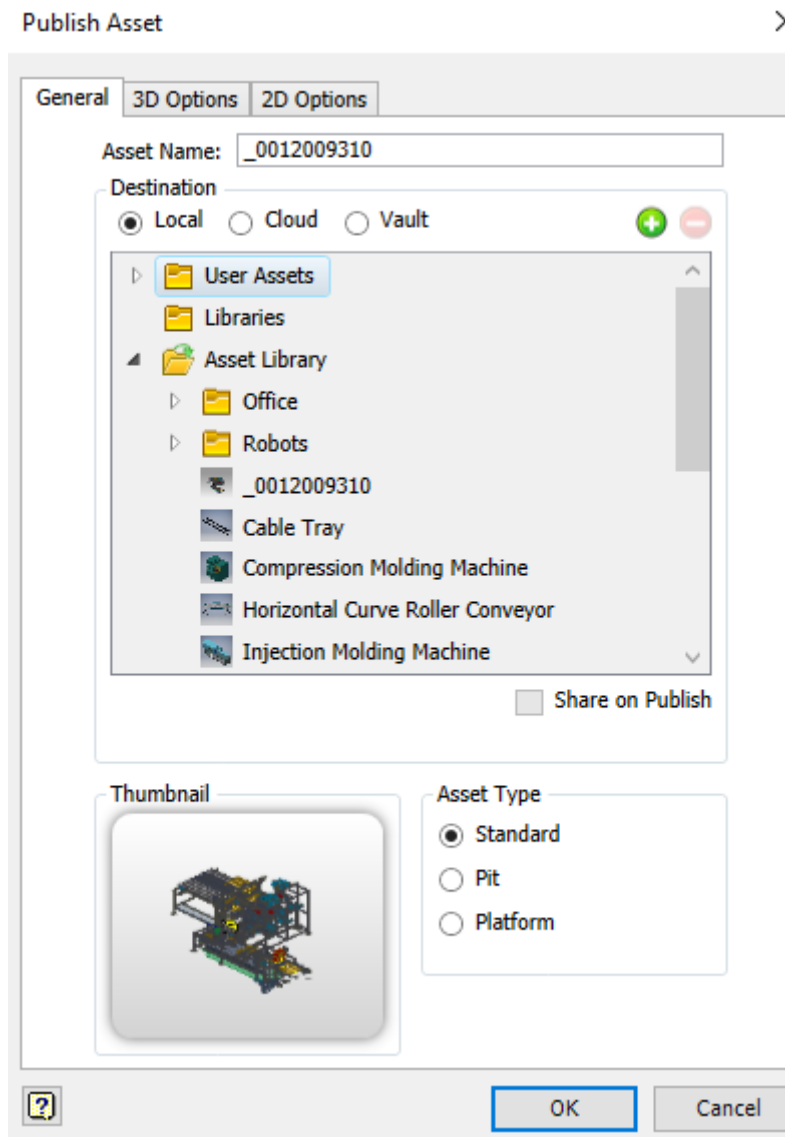 Publish Asset
General 3D Options 2D Options
Asset Name: _0012009310
Destination
Local Cloud Vault
User Assets
Libraries
Asset Library
Office
Robots
_0012009310
Cable Tray
Compression Molding Machine
Horizontal Curve Roller Conveyor
Injection Molding Machine
Share on Publish
Thumbnail Asset Type
Standard
Pit
Platform
OK Cancel